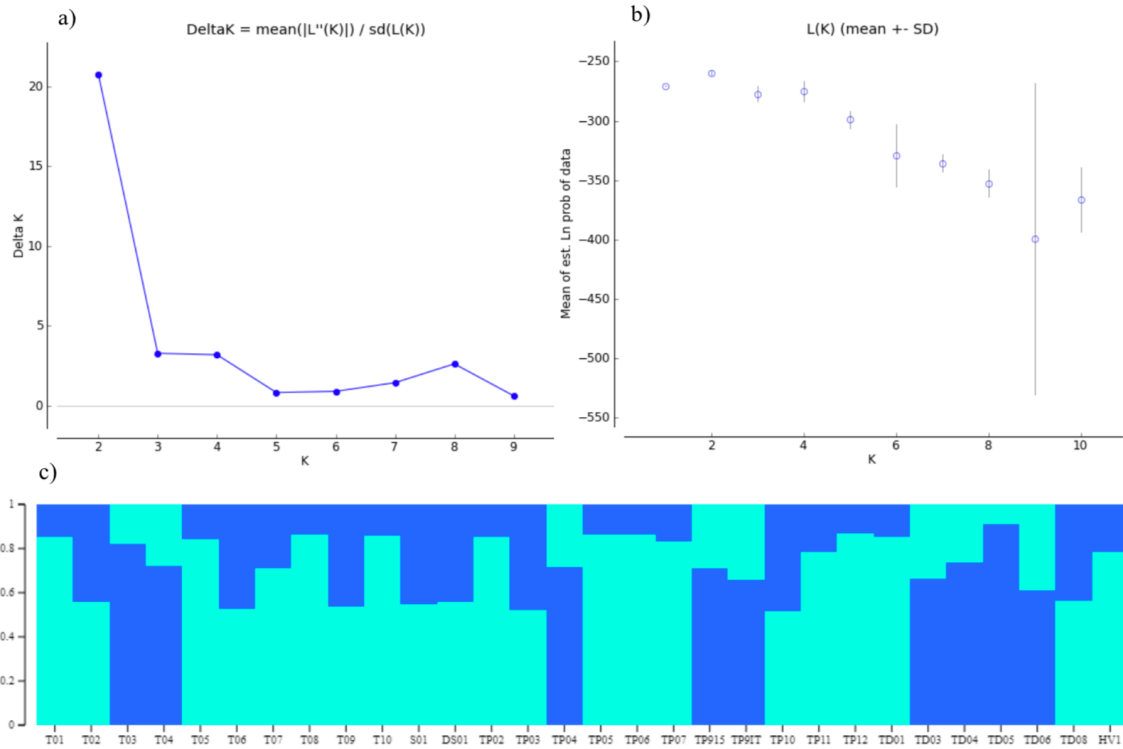 a)
DeltaK = mean(|L''(K)|) / sd(L(K))
Delta K
20
15
10
5
0
2 3 4 5 6 7 8 9
K
b)
L(K) (mean +- SD)
Mean of est. Ln prob of data
−250
−300
−350
−400
−450
−500
−550
2 4 6 8 10
K
c)
1
0.8
0.6
0.4
0.2
0
T01 T02 T03 T04 T05 T06 T07 T08 T09 T10 S01 DS01 TP02 TP03 TP04 TP05 TP06 TP07 TP915 TP9IT TP10 TP11 TP12 TD01 TD03 TD04 TD05 TD06 TD08 HV1